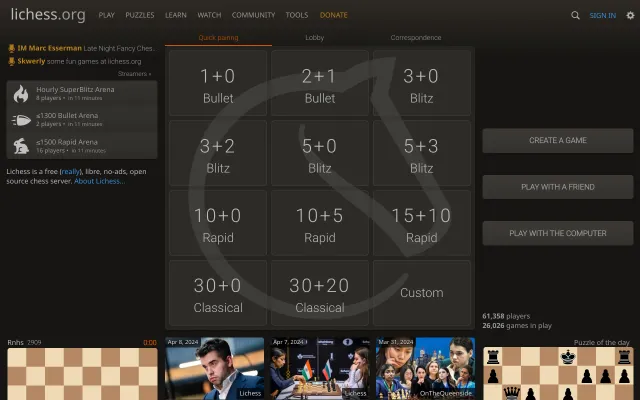 lichess.org PLAY PUZZLES LEARN WATCH COMMUNITY TOOLS DONATE SIGN IN
Quick pairing Lobby Correspondence
IM Marc Esserman Late Night Fancy Ches
Skwerly some fun games at lichess.org
Streamers »
Hourly SuperBlitz Arena
8 players • in 11 minutes
≤1300 Bullet Arena
2 players • in 11 minutes
≤1500 Rapid Arena
16 players • in 11 minutes
Lichess is a free (really), libre, no-ads, open
source chess server. About Lichess...
1+0
Bullet
2+1
Bullet
3+0
Blitz
3+2
Blitz
5+0
Blitz
5+3
Blitz
10+0
Rapid
10+5
Rapid
15+10
Rapid
30+0
Classical
30+20
Classical
Custom
CREATE A GAME
PLAY WITH A FRIEND
PLAY WITH THE COMPUTER
61,358 players
26,026 games in play
Rnhs 2909 0:00
Apr 8, 2024
Lichess
Apr 7, 2024
Lichess
Mar 31, 2024
OnTheQueenside
Puzzle of the day